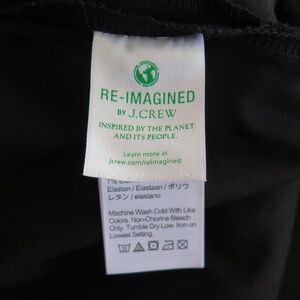 RE-IMAGINED
BY J.CREW
INSPIRED BY THE PLANET
AND ITS PEOPLE.
Learn more at
jcrew.com/reimagined
Elastan / Elastaan / ポリウ
レタン / elastano
Machine Wash Cold With Like
Colors. Non-Chlorine Bleach
Only. Tumble Dry Low. Iron on
Lowest Setting.